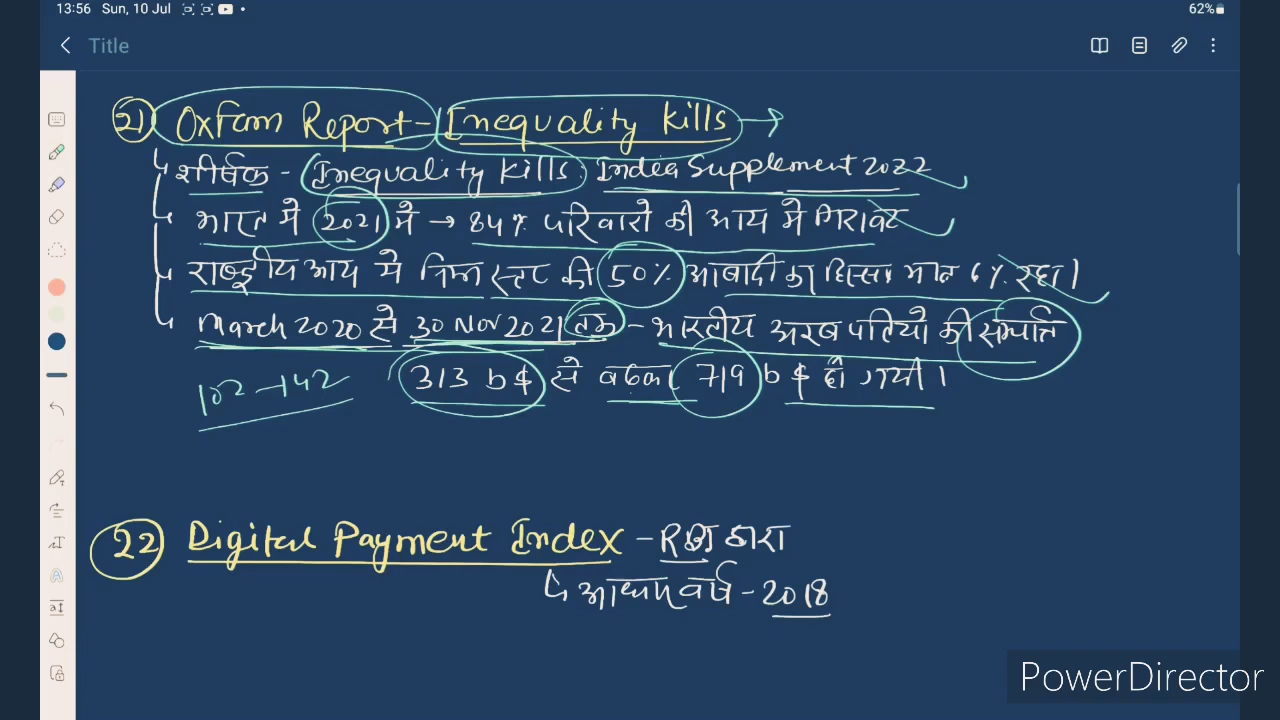 13:56 Sun, 10 Jul
62%
Title
21) Oxfam Report - Inequality kills →
शीर्षक - Inequality kills: India Supplement 2022
भारत में 2021 में → 84% परिवारों की आय में गिरावट
राष्ट्रीय आय में निम्न स्तर की 50% आबादी का हिस्सा मात्र 6% रहा।
March 2020 से 30 Nov 2021 तक - भारतीय अरबपतियों की सम्पत्ति
313 b$ से बढ़कर 719 b$ हो गयी।
102-142
22 Digital Payment Index - RBI द्वारा
आधार वर्ष - 2018
PowerDirector